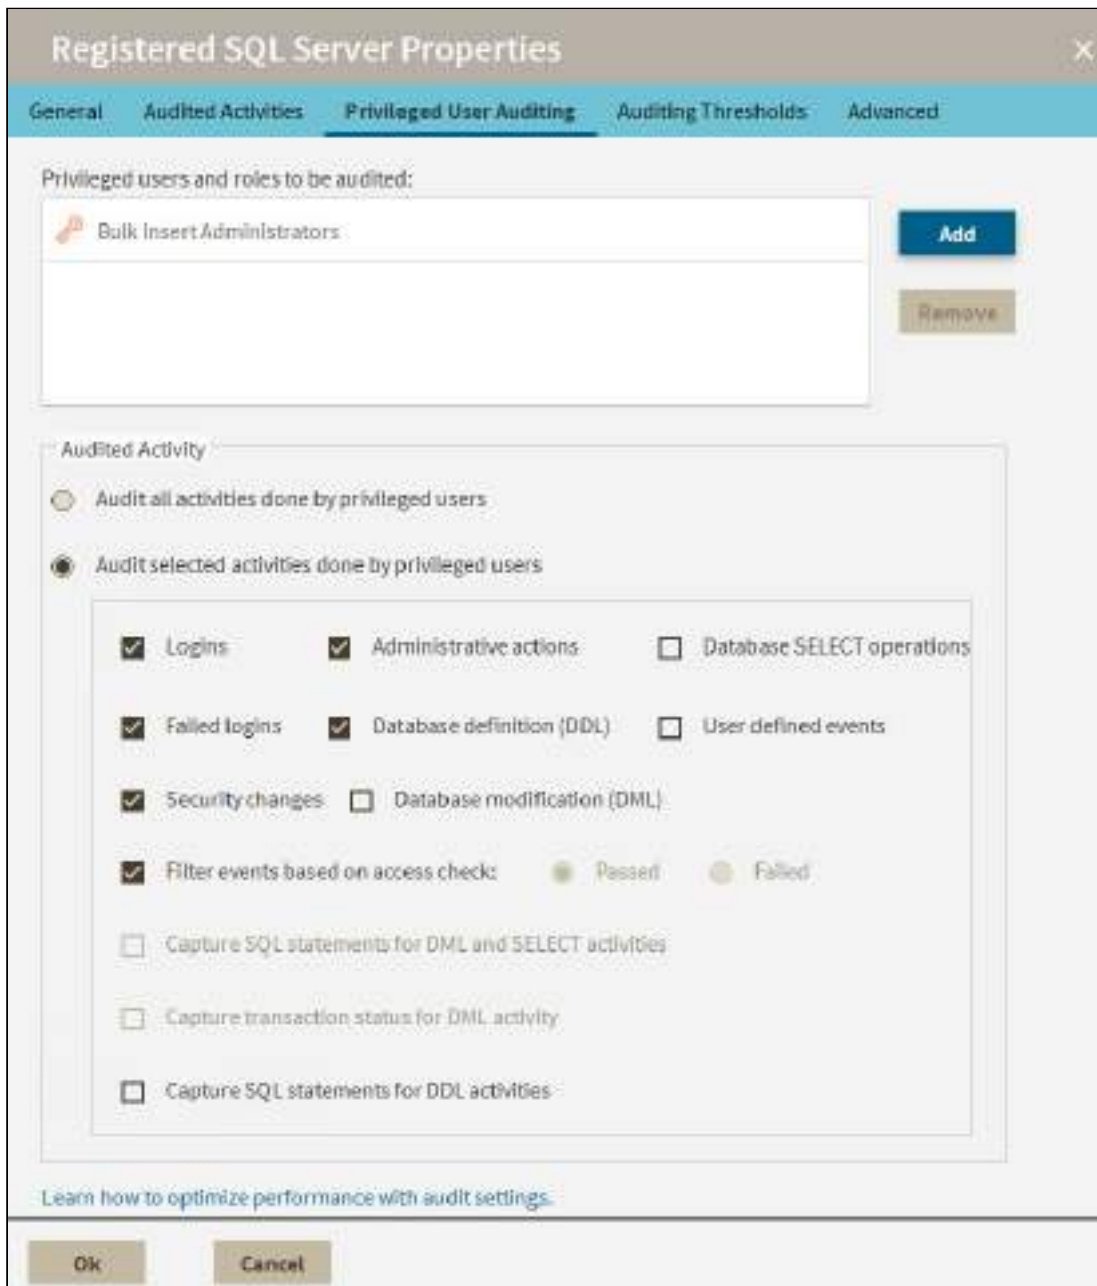 Registered SQL Server Properties
General Audited Activities Privileged User Auditing Auditing Thresholds Advanced
Privileged users and roles to be audited:
Bulk Insert Administrators
Add
Remove
Audited Activity
Audit all activities done by privileged users
Audit selected activities done by privileged users
Logins Administrative actions Database SELECT operations
Failed logins Database definition (DDL) User defined events
Security changes Database modification (DML)
Filter events based on access check: Passed Failed
Capture SQL statements for DML and SELECT activities
Capture transaction status for DML activity
Capture SQL statements for DDL activities
Learn how to optimize performance with audit settings.
Ok Cancel